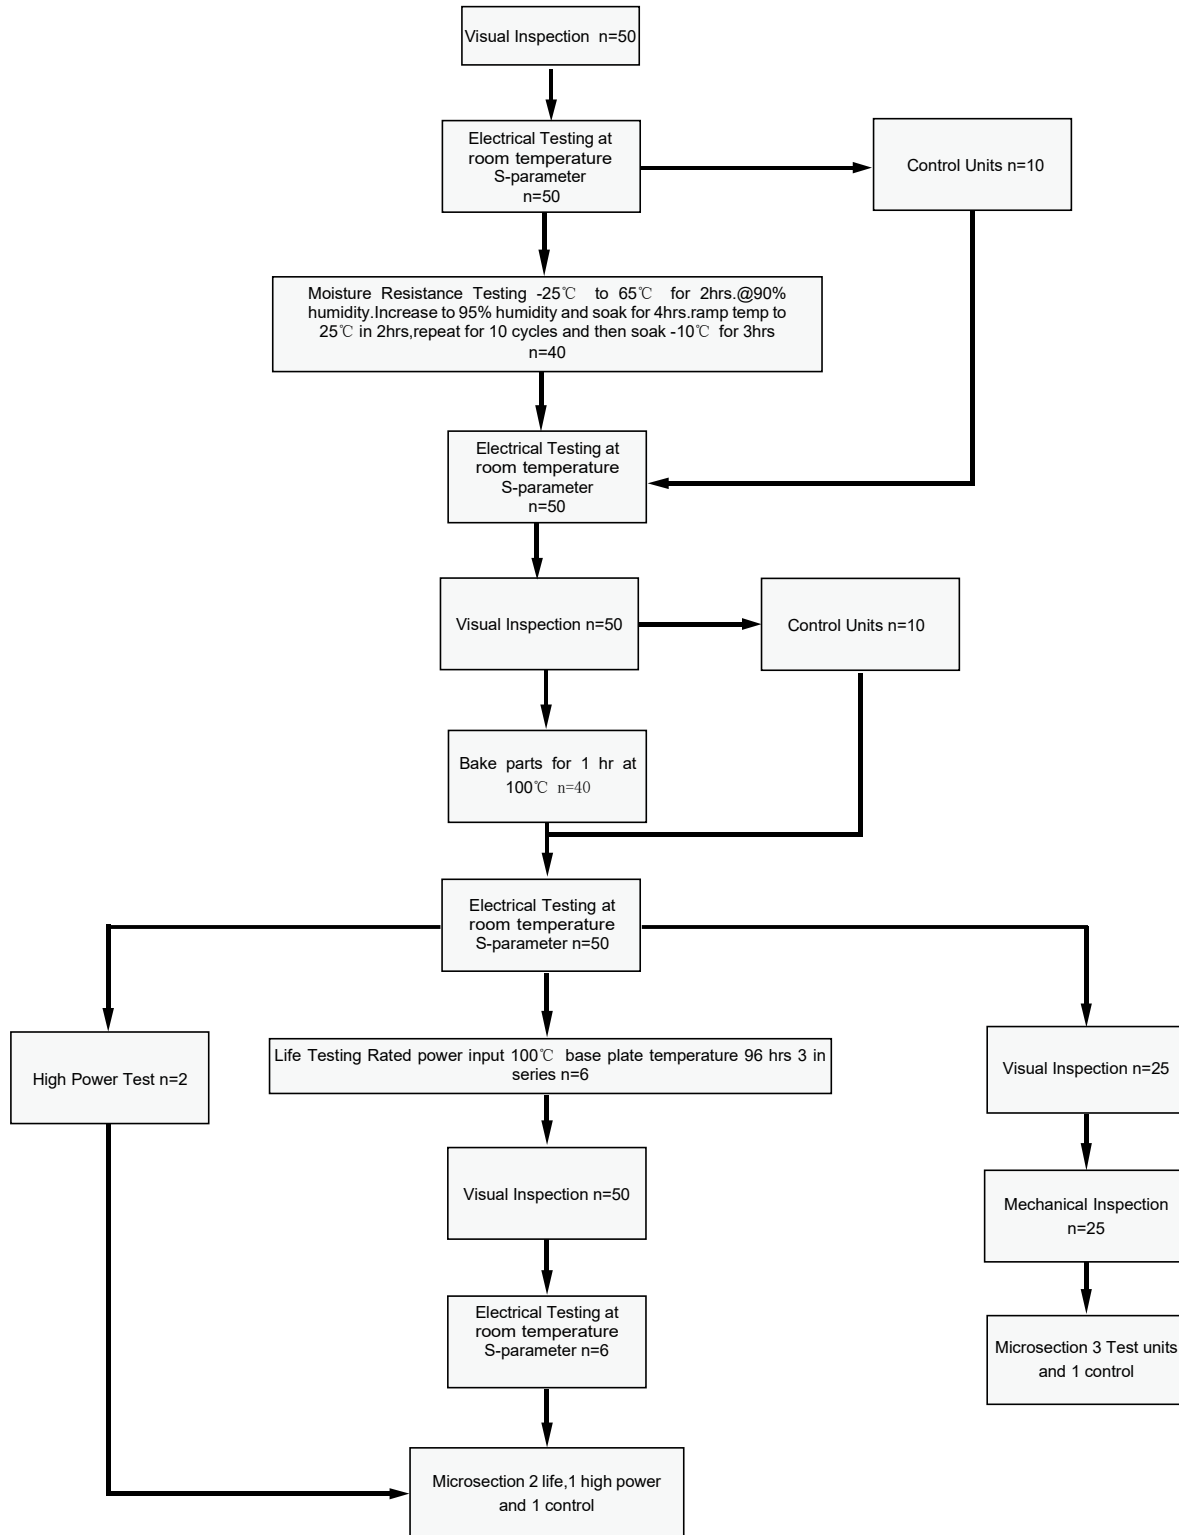 Visual Inspection n=50
Electrical Testing at
room temperature
S-parameter
n=50
Control Units n=10
Moisture Resistance Testing -25℃ to 65℃ for 2hrs.@90%
humidity.Increase to 95% humidity and soak for 4hrs.ramp temp to
25℃ in 2hrs,repeat for 10 cycles and then soak -10℃ for 3hrs
n=40
Electrical Testing at
room temperature
S-parameter
n=50
Visual Inspection n=50
Control Units n=10
Bake parts for 1 hr at
100℃ n=40
Electrical Testing at
room temperature
S-parameter n=50
High Power Test n=2
Life Testing Rated power input 100℃ base plate temperature 96 hrs 3 in
series n=6
Visual Inspection n=25
Visual Inspection n=50
Mechanical Inspection
n=25
Electrical Testing at
room temperature
S-parameter n=6
Microsection 3 Test units
and 1 control
Microsection 2 life,1 high power
and 1 control